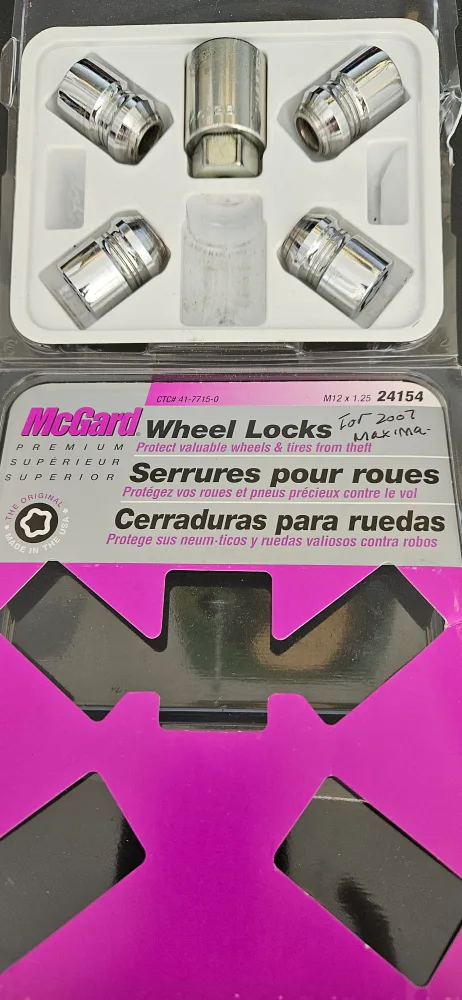 CTC# 41-7715-0 M12 x 1.25 24154
McGard Wheel Locks For 2007 Maxima
PREMIUM Protect valuable wheels & tires from theft
SUPÉRIEUR Serrures pour roues
SUPERIOR Protégez vos roues et pneus précieux contre le vol
THE ORIGINAL
MADE IN THE USA
Cerraduras para ruedas
Protege sus neum-ticos y ruedas valiosos contra robos